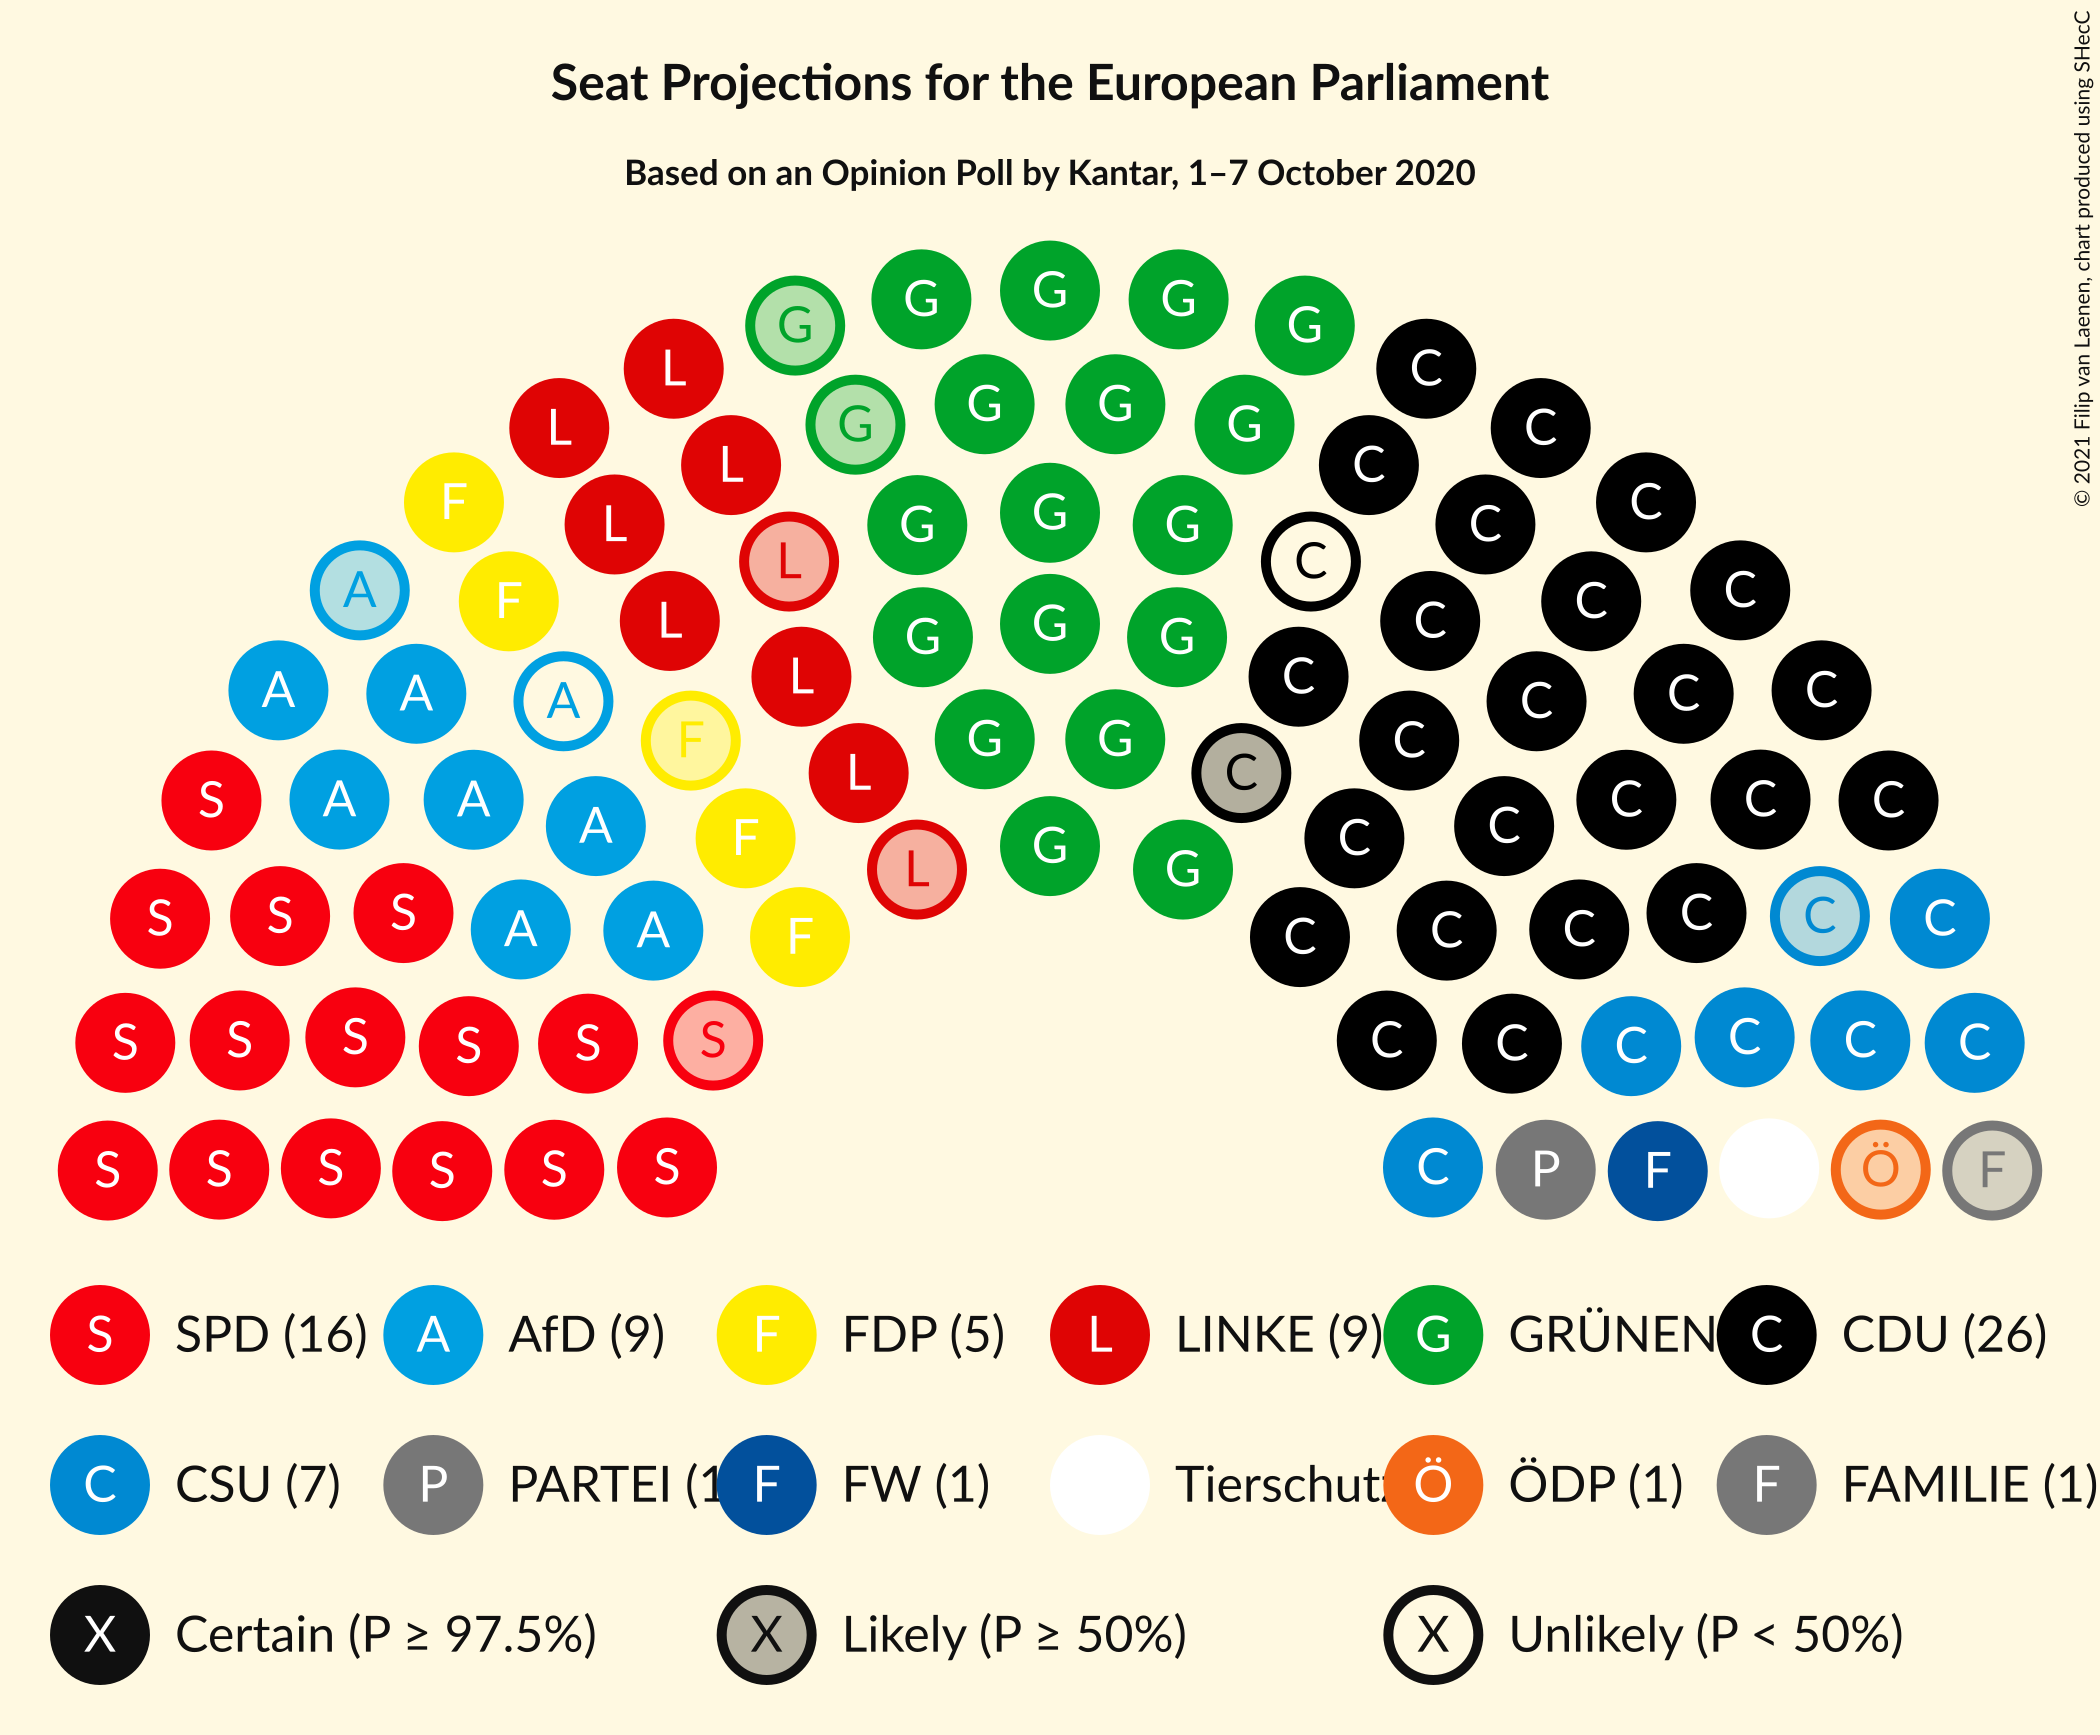 Seat Projections for the European Parliament
Based on an Opinion Poll by Kantar, 1–7 October 2020
© 2021 Filip van Laenen, chart produced using SHecC
G G G G G
L C
G G G G
L C
L C
F L G G G C C
L C
A F L G G G C C C
A A A L C C C C
F G G C
S A A L C C C C
A F G C C
L G
S S S A A F C C C C C C
S S S S S S C C C C C C
S S S S S S C P F Ö F
S SPD (16) A AfD (9) F FDP (5) L LINKE (9) G GRÜNEN C CDU (26)
C CSU (7) P PARTEI (1 F FW (1) Tierschutz Ö ÖDP (1) F FAMILIE (1)
X Certain (P ≥ 97.5%) X Likely (P ≥ 50%) X Unlikely (P < 50%)